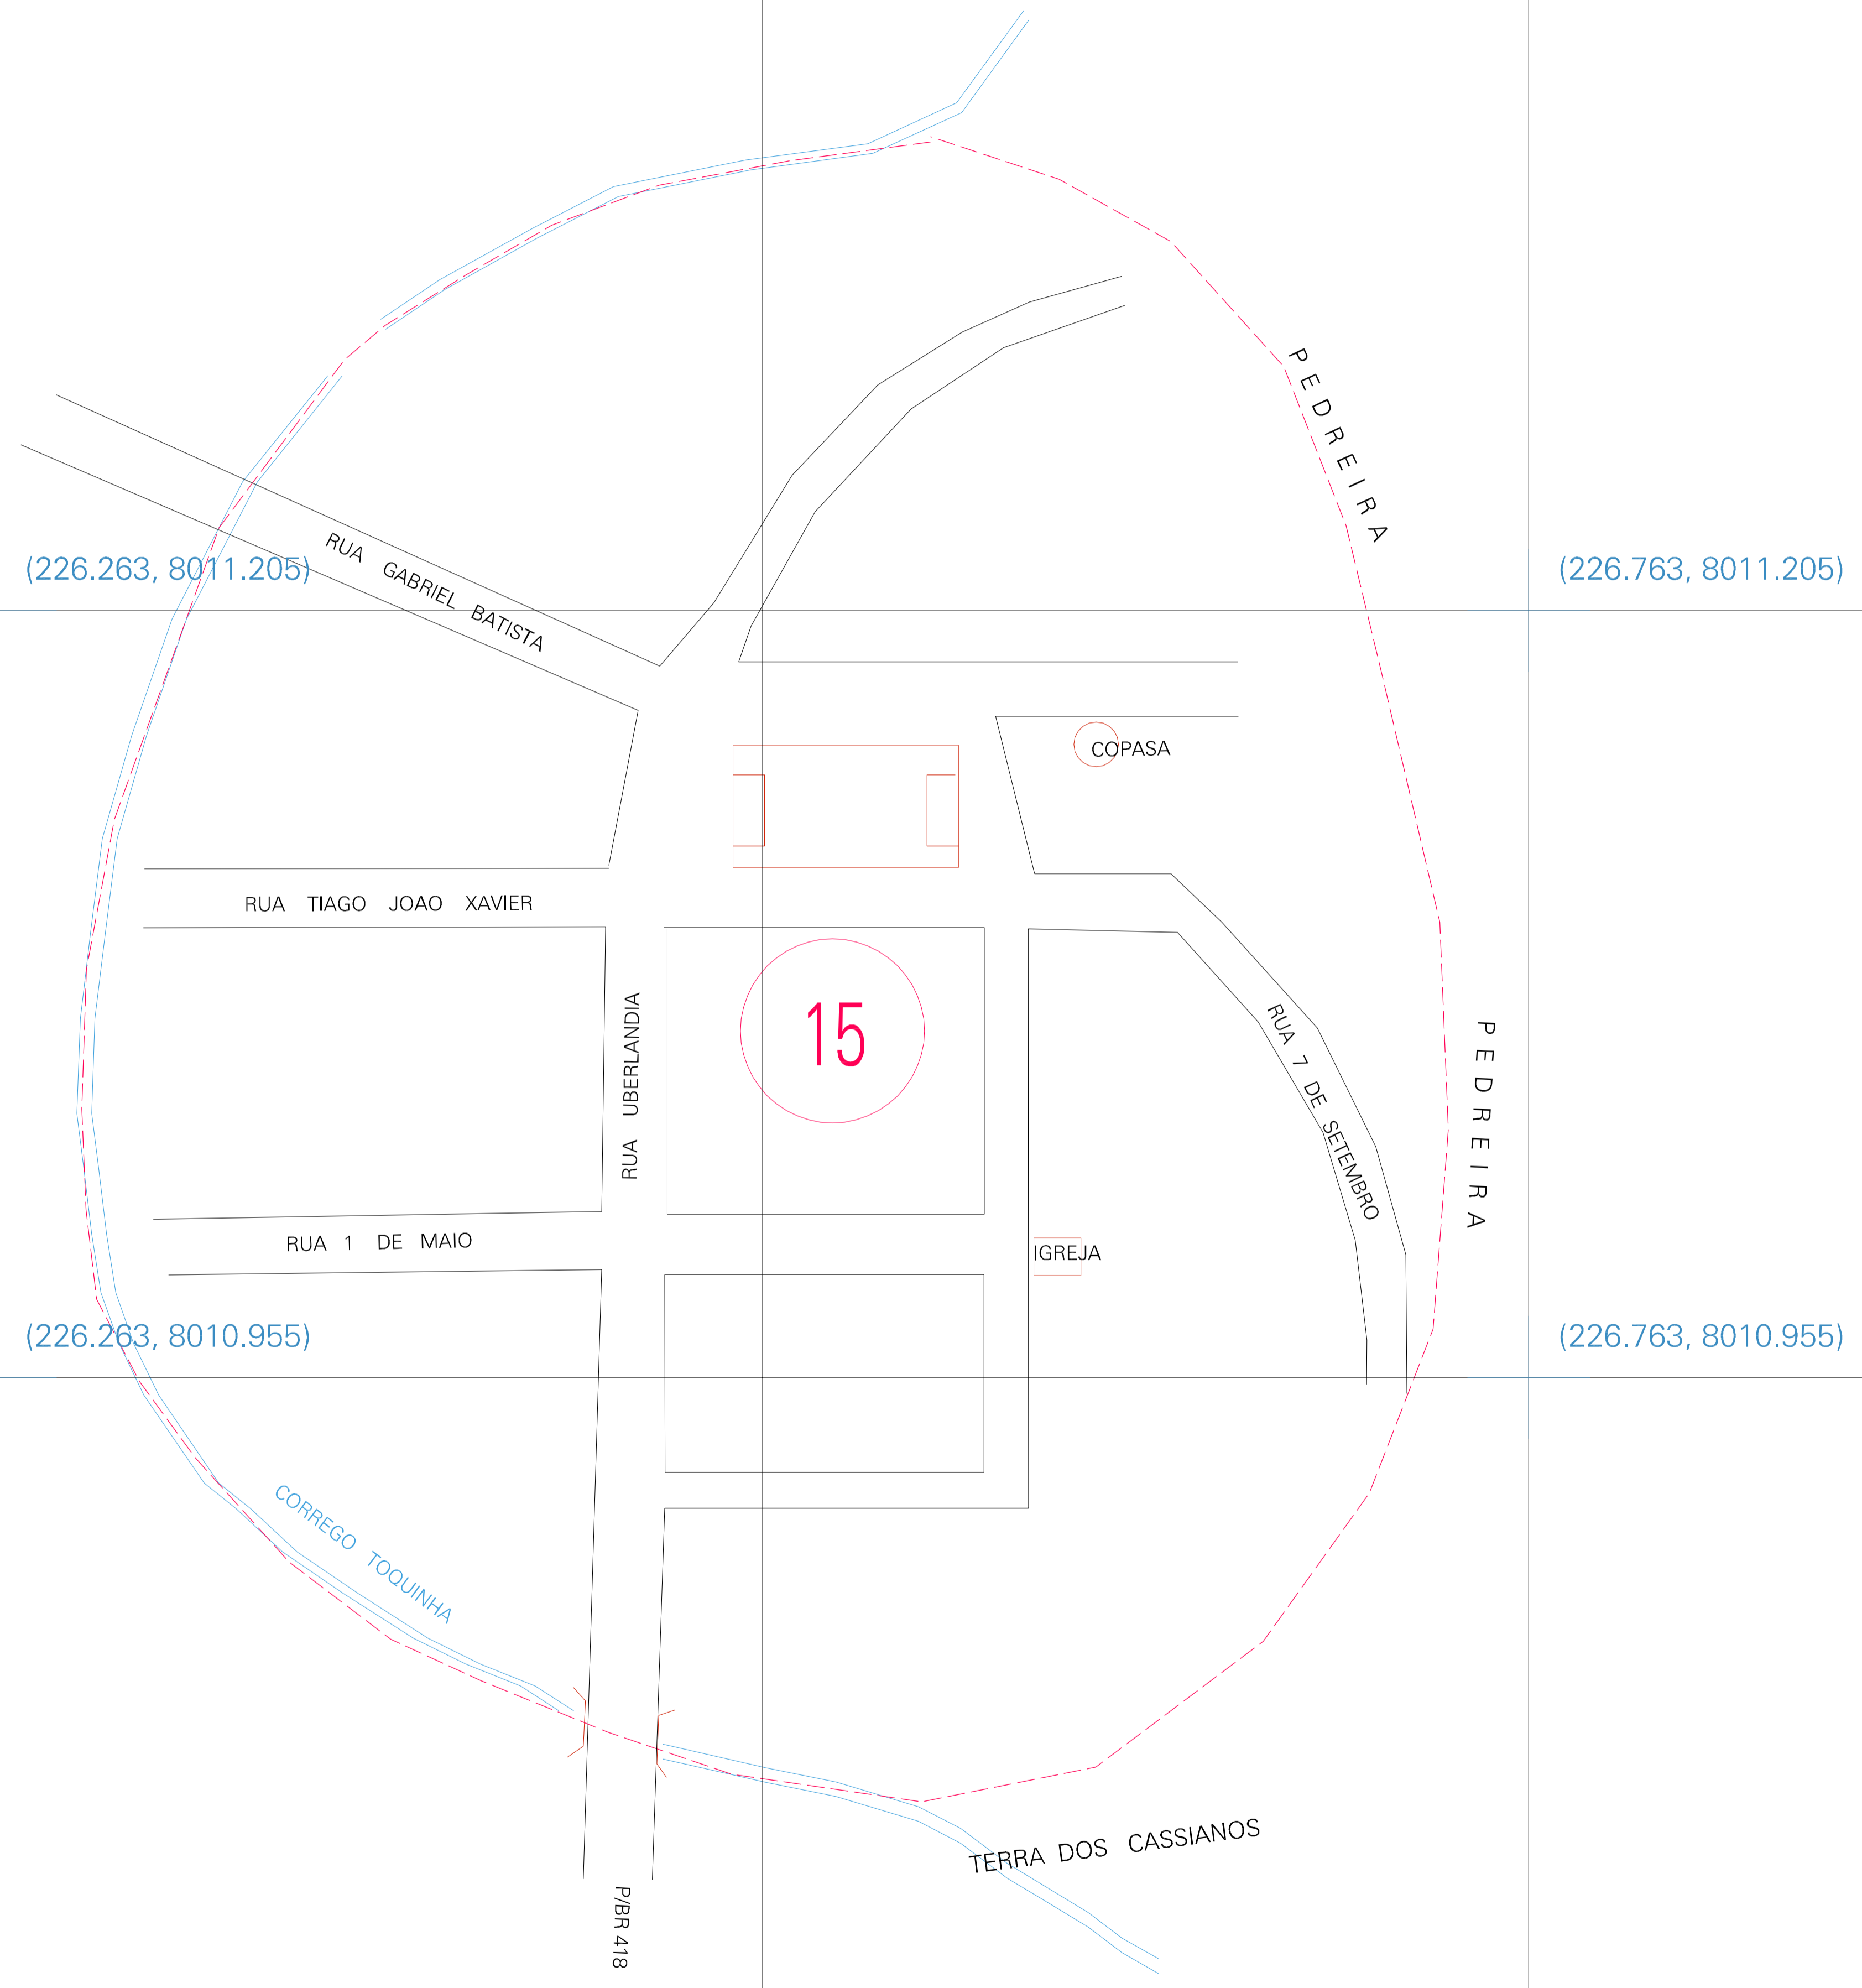 PEDREIRA
(226.263, 8011.205)
(226.763, 8011.205)
RUA GABRIEL BATISTA
COPASA
RUA TIAGO JOAO XAVIER
15
RUA UBERLANDIA
RUA 7 DE SETEMBRO
PEDREIRA
RUA 1 DE MAIO
IGREJA
(226.263, 8010.955)
(226.763, 8010.955)
CORREGO TOQUINHA
TERRA DOS CASSIANOS
P/BR 418